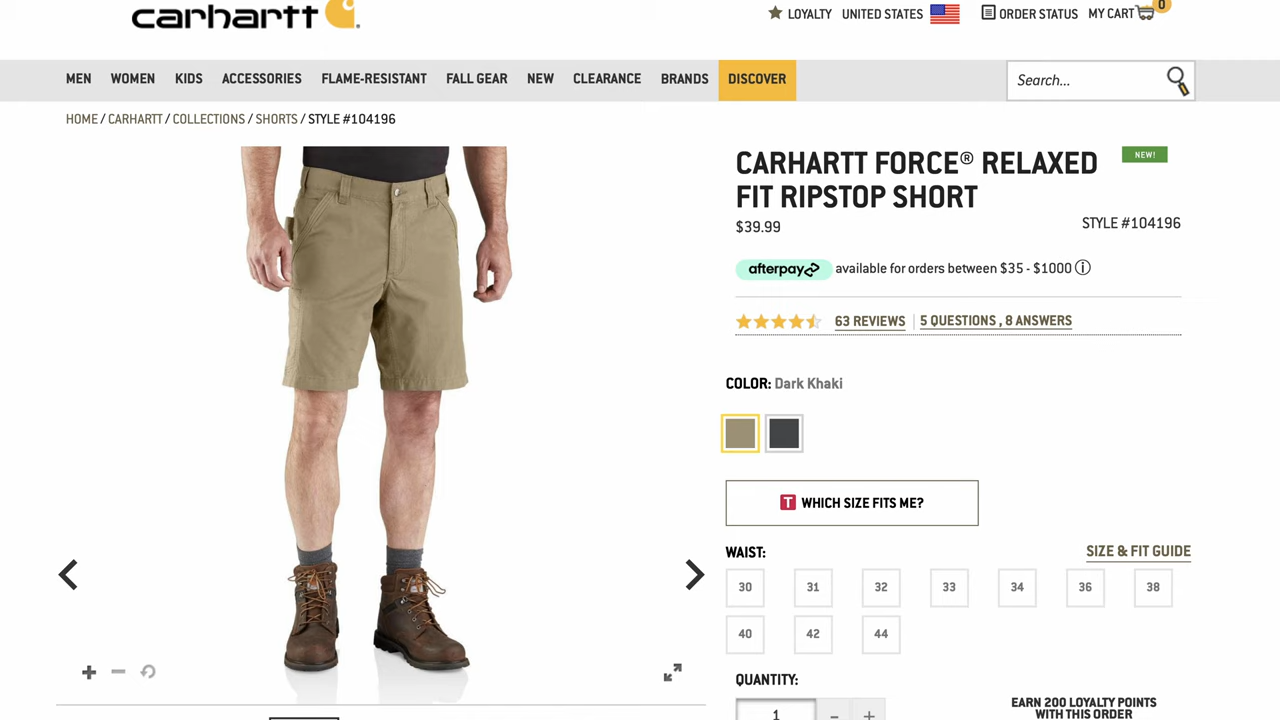 carhartt
LOYALTY UNITED STATES ORDER STATUS MY CART 0
MEN WOMEN KIDS ACCESSORIES FLAME-RESISTANT FALL GEAR NEW CLEARANCE BRANDS DISCOVER Search...
HOME / CARHARTT / COLLECTIONS / SHORTS / STYLE #104196
CARHARTT FORCE® RELAXED NEW!
FIT RIPSTOP SHORT
$39.99 STYLE #104196
afterpay available for orders between $35 - $1000
63 REVIEWS | 5 QUESTIONS , 8 ANSWERS
COLOR: Dark Khaki
T WHICH SIZE FITS ME?
WAIST: SIZE & FIT GUIDE
30 31 32 33 34 36 38
40 42 44
QUANTITY:
1 - +
EARN 200 LOYALTY POINTS
WITH THIS ORDER